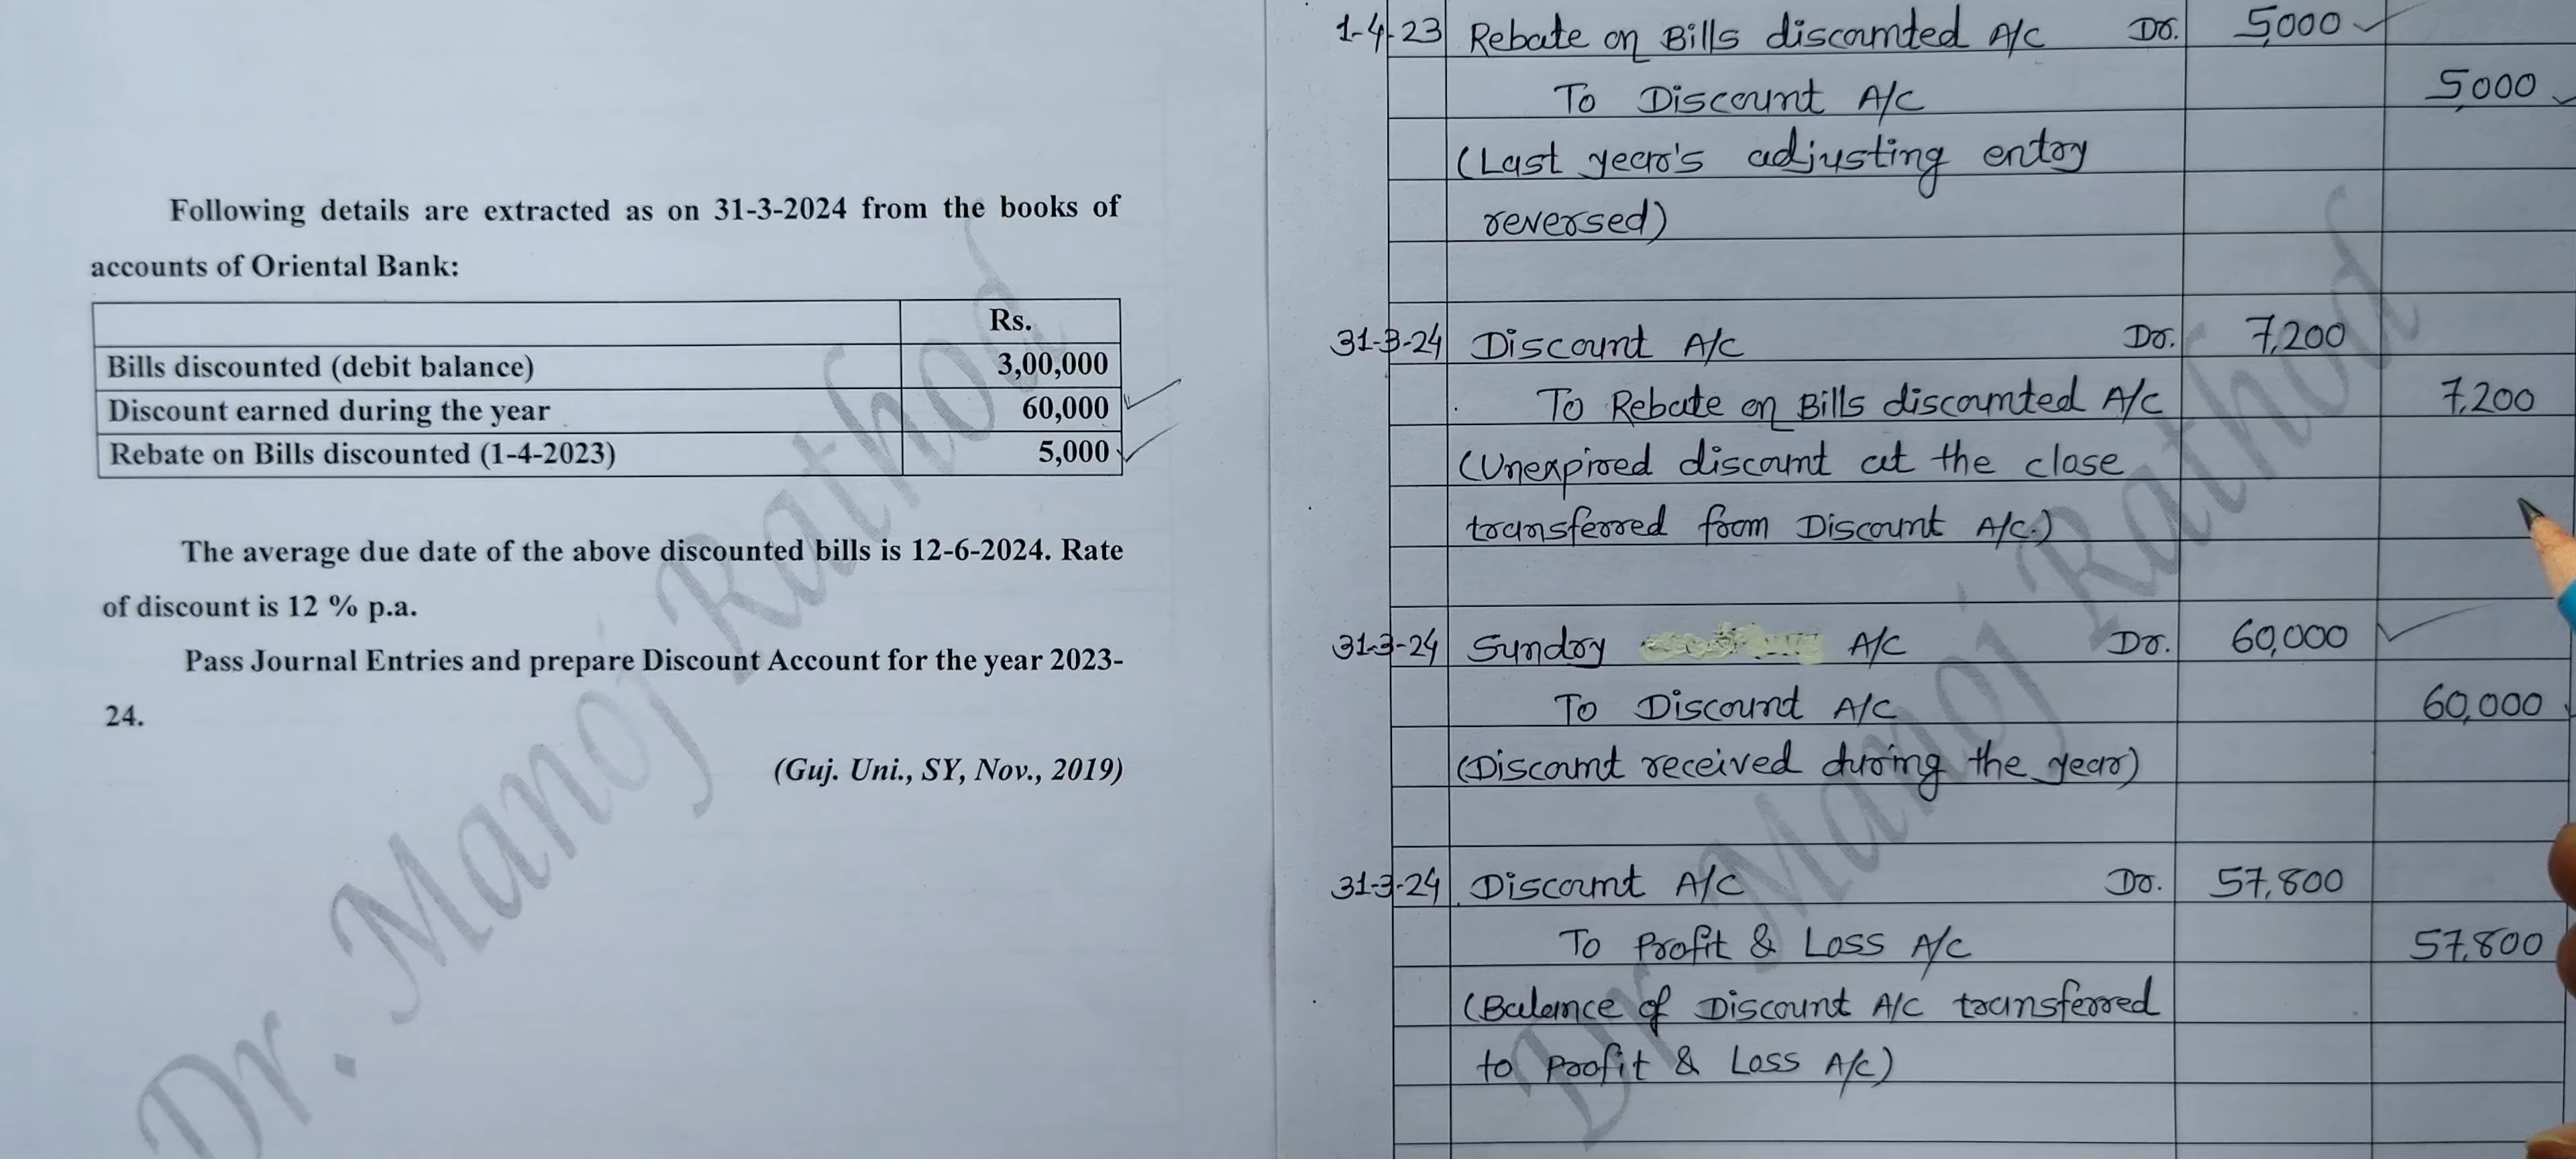 Following details are extracted as on 31-3-2024 from the books of
accounts of Oriental Bank:
Rs.
Bills discounted (debit balance) 3,00,000
Discount earned during the year 60,000
Rebate on Bills discounted (1-4-2023) 5,000
The average due date of the above discounted bills is 12-6-2024. Rate
of discount is 12 % p.a.
Pass Journal Entries and prepare Discount Account for the year 2023-
24.
(Guj. Uni., SY, Nov., 2019)
Dr. Manoj Rathod
1-4-23 Rebate on Bills discounted A/c Dr. 5,000
To Discount A/c 5,000
(Last year's adjusting entry
reversed)
31-3-24 Discount A/c Dr. 7,200
To Rebate on Bills discounted A/c 7,200
(Unexpired discount at the close
transferred from Discount A/c.)
31-3-24 Sundry A/c Dr. 60,000
To Discount A/c 60,000
(Discount received during the year)
31-3-24 Discount A/c Dr. 57,800
To Profit & Loss A/c 57,800
(Balance of Discount A/c transferred
to Profit & Loss A/c)
Dr Manoj Rathod